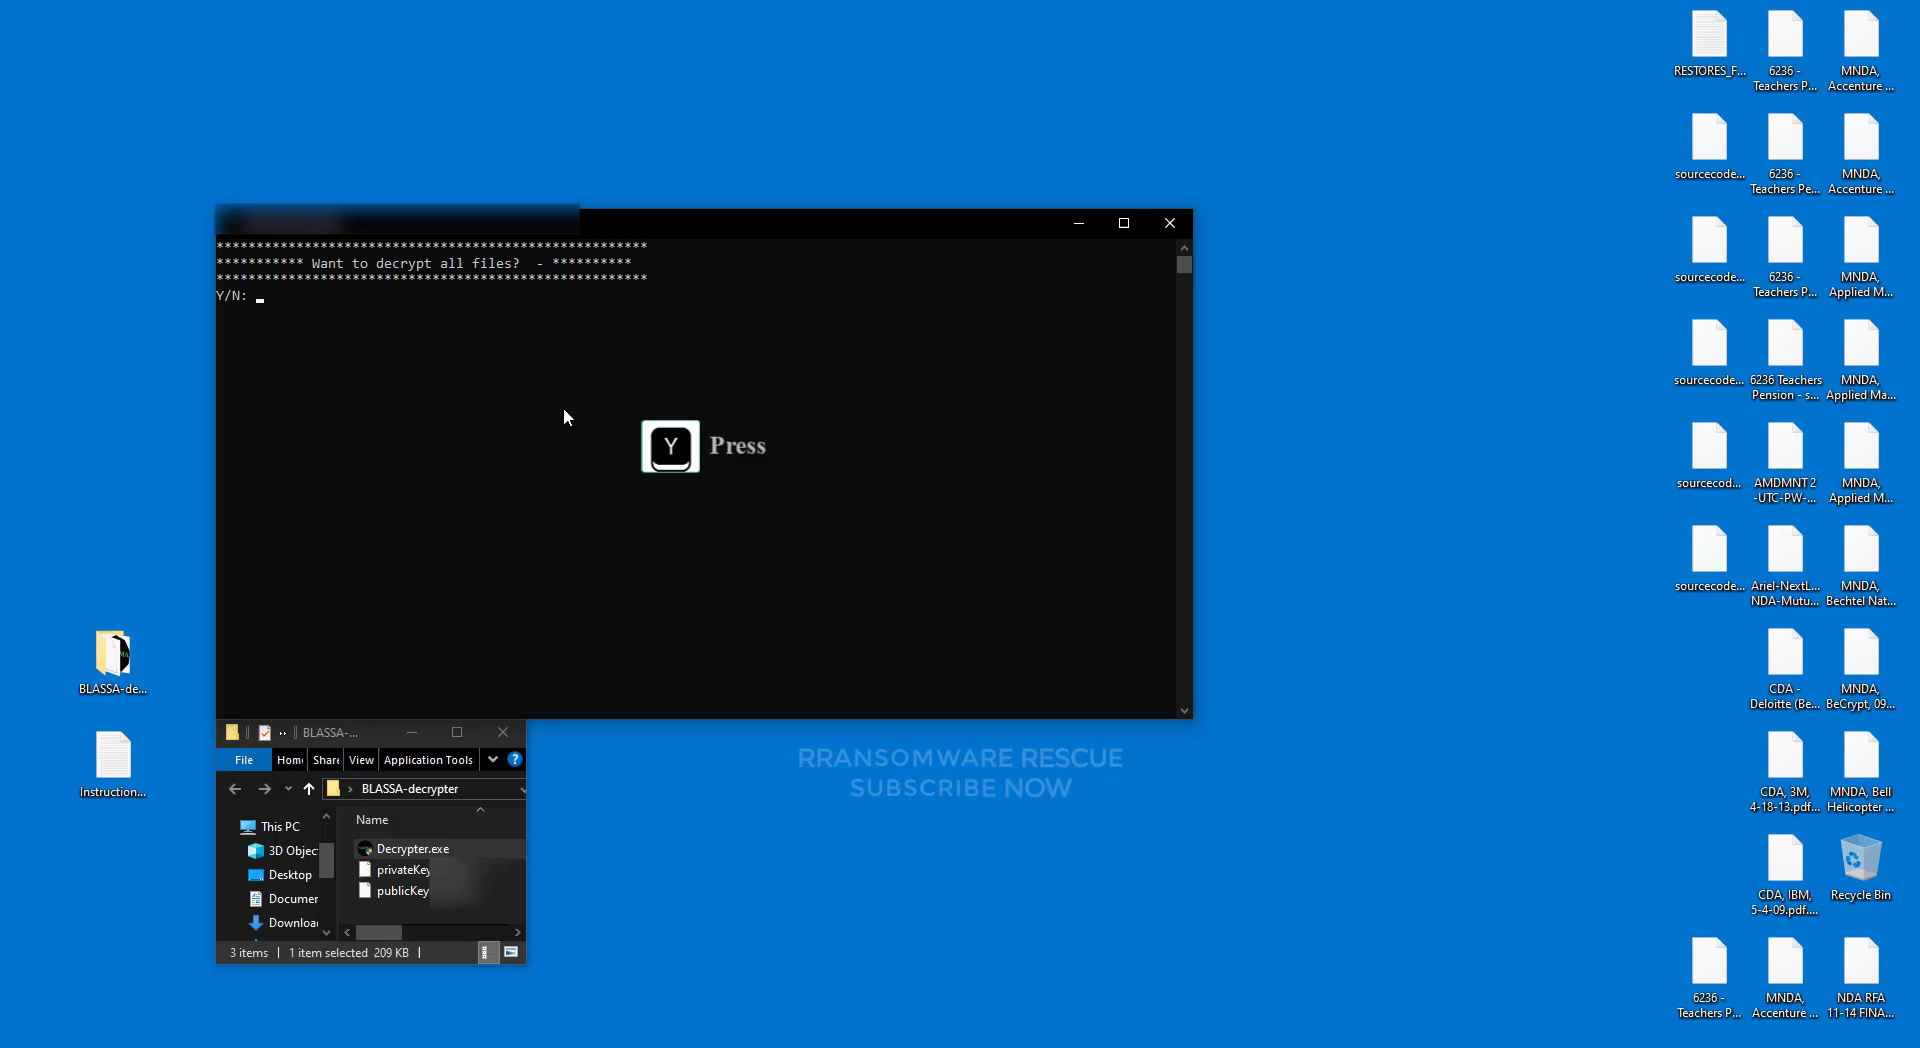 **************************************************
*********** Want to decrypt all files?  - **********
**************************************************
Y/N:
Y Press
BLASSA-de...
Instruction...
BLASSA-...
File Home Share View Application Tools
BLASSA-decrypter
This PC
3D Objec
Desktop
Documen
Downloa
Name
Decrypter.exe
privateKey
publicKey
3 items 1 item selected 209 KB
RRANSOMWARE RESCUE
SUBSCRIBE NOW
RESTORES_F...
6236 -
Teachers P...
MNDA,
Accenture ...
sourcecode...
6236 -
Teachers Pe...
MNDA,
Accenture ...
sourcecode...
6236 -
Teachers P...
MNDA,
Applied M...
sourcecode...
6236 Teachers
Pension - s...
MNDA,
Applied Ma...
sourcecod...
AMDMNT 2
-UTC-PW-...
MNDA,
Applied M...
sourcecode...
Ariel-NextL...
NDA-Mutu...
MNDA,
Bechtel Nat...
CDA -
Deloitte (Be...
MNDA,
BeCrypt, 09...
CDA, 3M,
4-18-13.pdf...
MNDA, Bell
Helicopter ...
CDA, IBM,
5-4-09.pdf....
Recycle Bin
6236 -
Teachers P...
MNDA,
Accenture ...
NDA RFA
11-14 FINA...